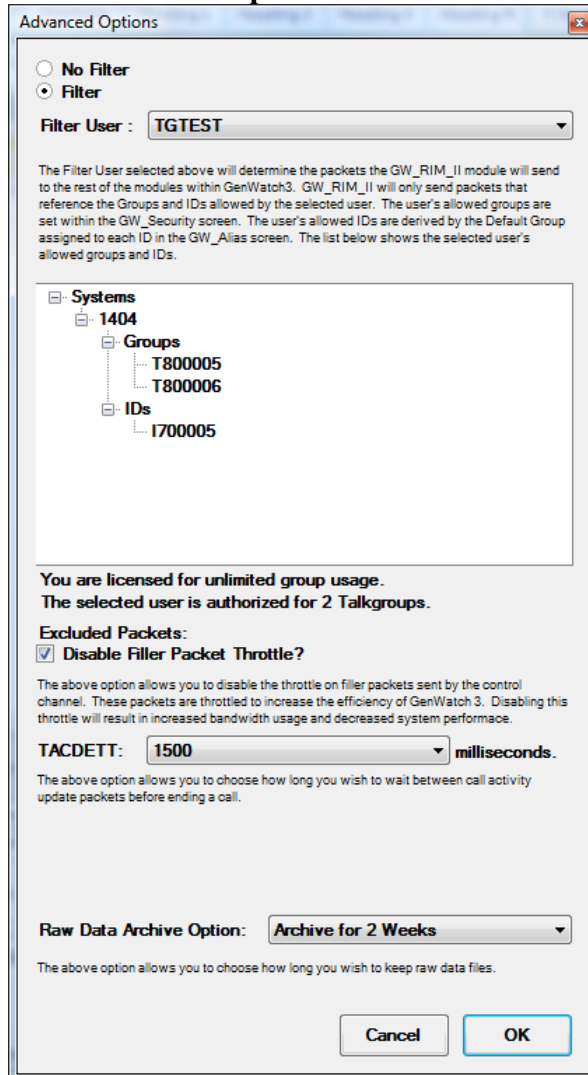 Advanced Options
No Filter
Filter
Filter User : TGTEST
The Filter User selected above will determine the packets the GW_RIM_II module will send
to the rest of the modules within GenWatch3. GW_RIM_II will only send packets that
reference the Groups and IDs allowed by the selected user. The user's allowed groups are
set within the GW_Security screen. The user's allowed IDs are derived by the Default Group
assigned to each ID in the GW_Alias screen. The list below shows the selected user's
allowed groups and IDs.
Systems
1404
Groups
T800005
T800006
IDs
I700005
You are licensed for unlimited group usage.
The selected user is authorized for 2 Talkgroups.
Excluded Packets:
Disable Filler Packet Throttle?
The above option allows you to disable the throttle on filler packets sent by the control
channel. These packets are throttled to increase the efficiency of GenWatch 3. Disabling this
throttle will result in increased bandwidth usage and decreased system performace.
TACDETT: 1500 milliseconds.
The above option allows you to choose how long you wish to wait between call activity
update packets before ending a call.
Raw Data Archive Option: Archive for 2 Weeks
The above option allows you to choose how long you wish to keep raw data files.
Cancel OK